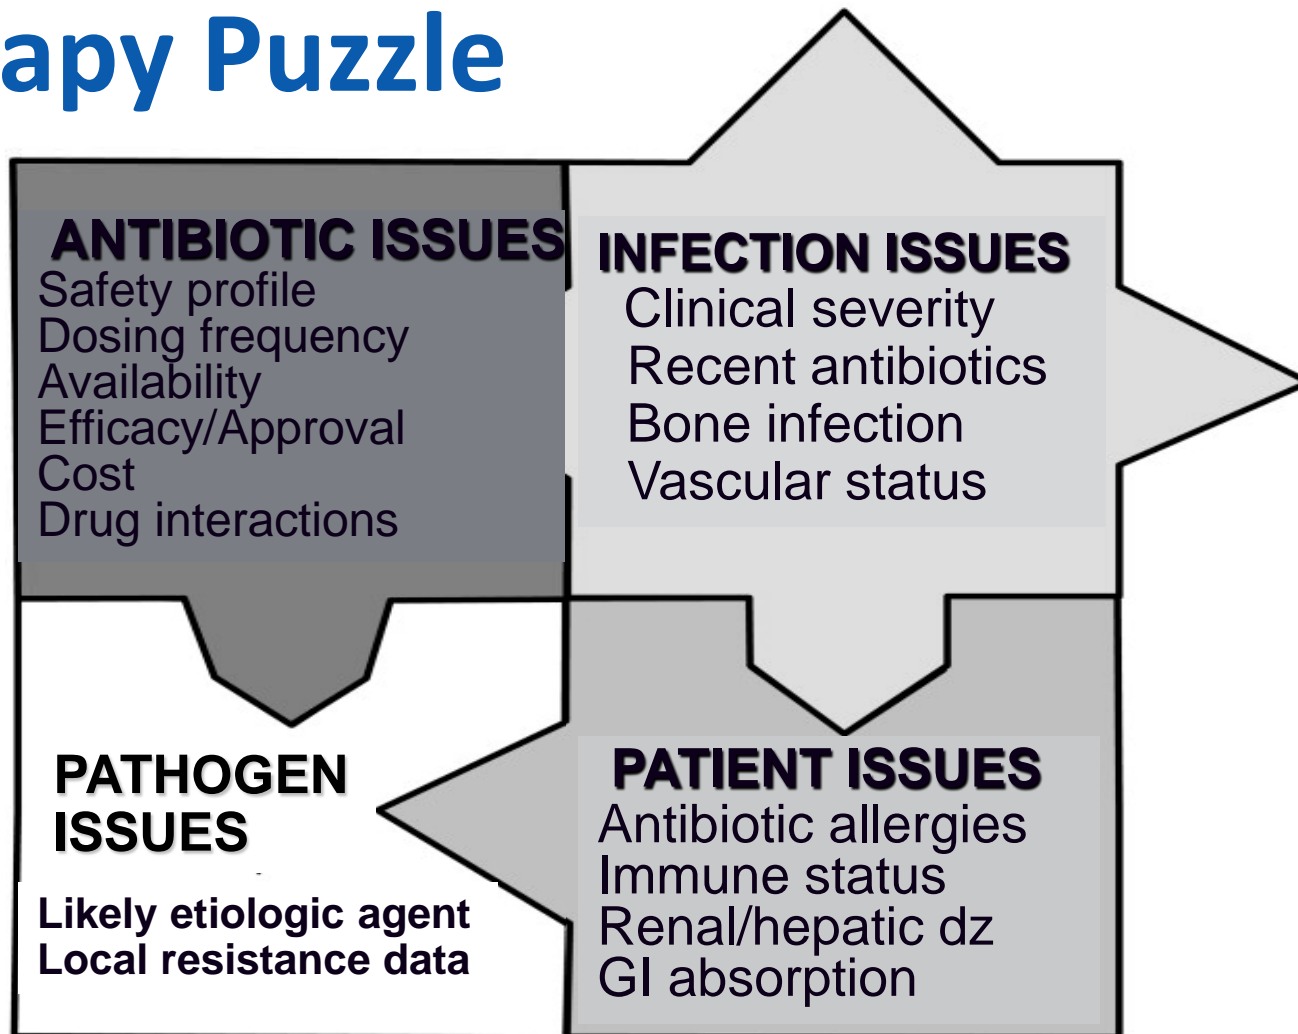 apy Puzzle
ANTIBIOTIC ISSUES
Safety profile
Dosing frequency
Availability
Efficacy/Approval
Cost
Drug interactions
INFECTION ISSUES
Clinical severity
Recent antibiotics
Bone infection
Vascular status
PATHOGEN
ISSUES
Likely etiologic agent
Local resistance data
PATIENT ISSUES
Antibiotic allergies
Immune status
Renal/hepatic dz
GI absorption